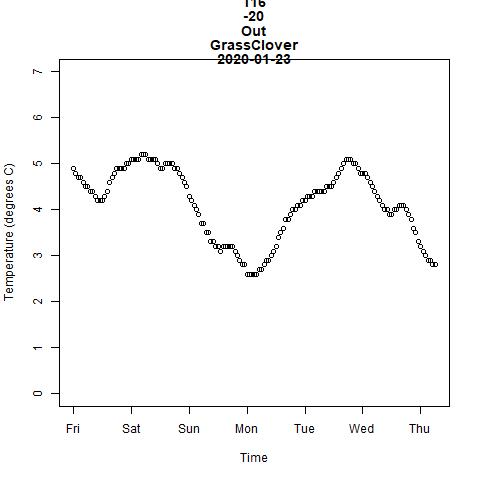 116
-20
Out
GrassClover
2020-01-23
Temperature (degrees C)
7
6
5
4
3
2
1
0
Fri
Sat
Sun
Mon
Tue
Wed
Thu
Time